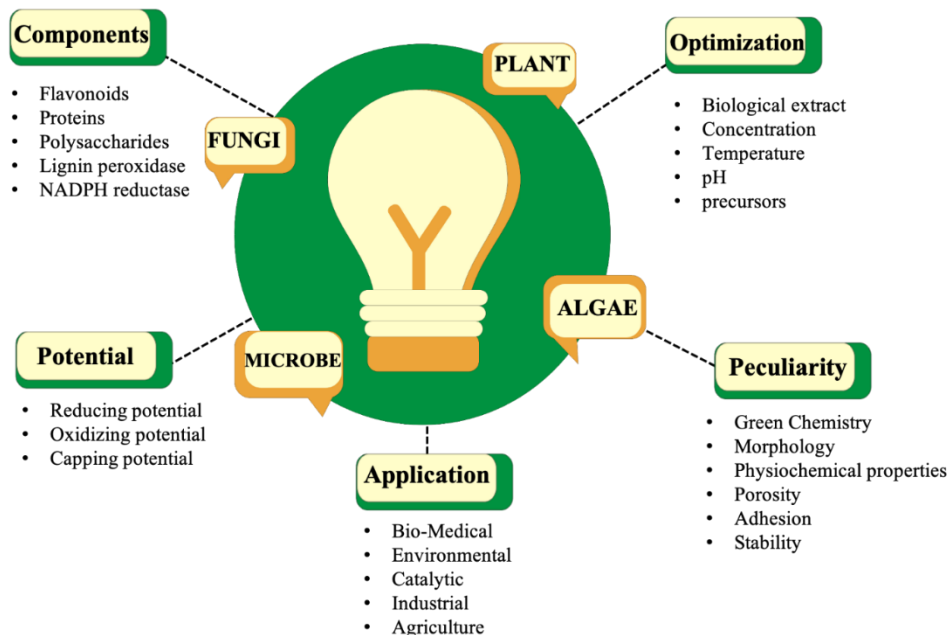 Components
• Flavonoids
• Proteins
• Polysaccharides
• Lignin peroxidase
• NADPH reductase
FUNGI
PLANT
Optimization
• Biological extract
• Concentration
• Temperature
• pH
• precursors
ALGAE
MICROBE
Potential
• Reducing potential
• Oxidizing potential
• Capping potential
Application
• Bio-Medical
• Environmental
• Catalytic
• Industrial
• Agriculture
Peculiarity
• Green Chemistry
• Morphology
• Physiochemical properties
• Porosity
• Adhesion
• Stability